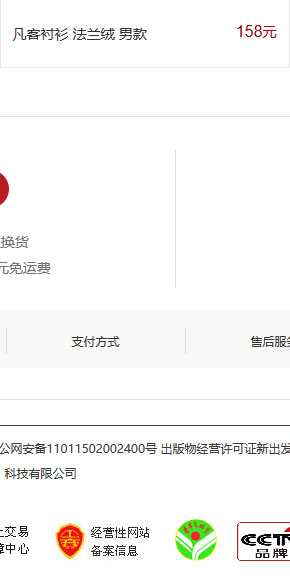 凡客衬衫 法兰绒 男款
158元
换货
元免运费
支付方式
售后服务
公网安备11011502002400号 出版物经营许可证新出发
科技有限公司
上交易
障中心
经营性网站
备案信息
CCTV
品牌